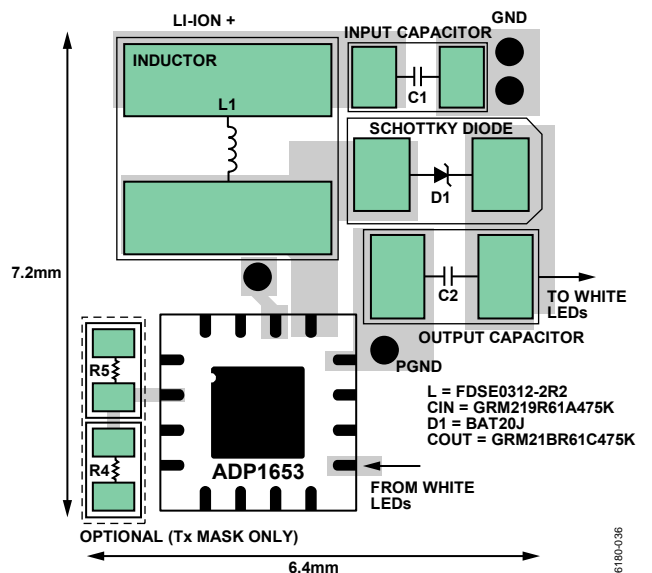 LI-ION +
GND
INPUT CAPACITOR
INDUCTOR
L1
C1
SCHOTTKY DIODE
D1
7.2mm
C2
TO WHITE
LEDs
OUTPUT CAPACITOR
PGND
R5
L = FDSE0312-2R2
CIN = GRM219R61A475K
D1 = BAT20J
COUT = GRM21BR61C475K
R4
ADP1653
FROM WHITE
LEDs
OPTIONAL (Tx MASK ONLY)
6.4mm
6180-036